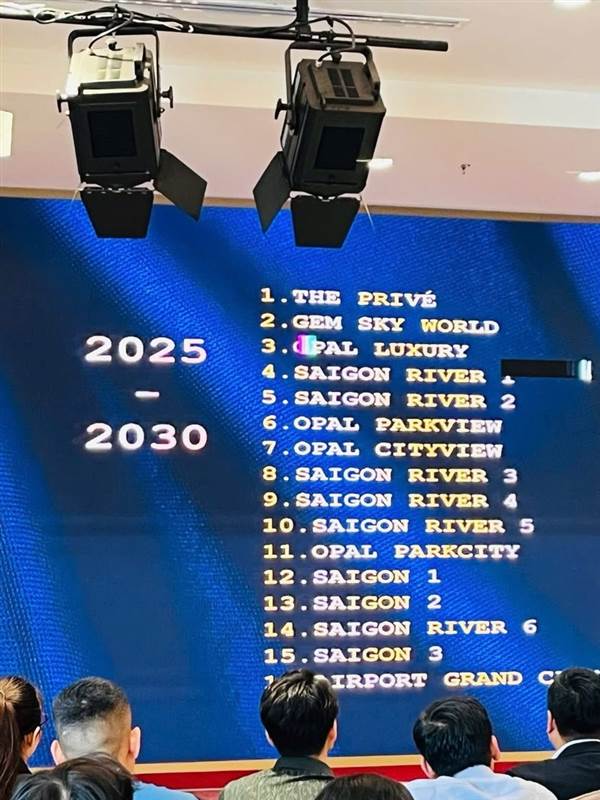 2025
–
2030
1.THE PRIVÉ
2.GEM SKY WORLD
3.OPAL LUXURY
4.SAIGON RIVER 1
5.SAIGON RIVER 2
6.OPAL PARKVIEW
7.OPAL CITYVIEW
8.SAIGON RIVER 3
9.SAIGON RIVER 4
10.SAIGON RIVER 5
11.OPAL PARKCITY
12.SAIGON 1
13.SAIGON 2
14.SAIGON RIVER 6
15.SAIGON 3
AIRPORT GRAND